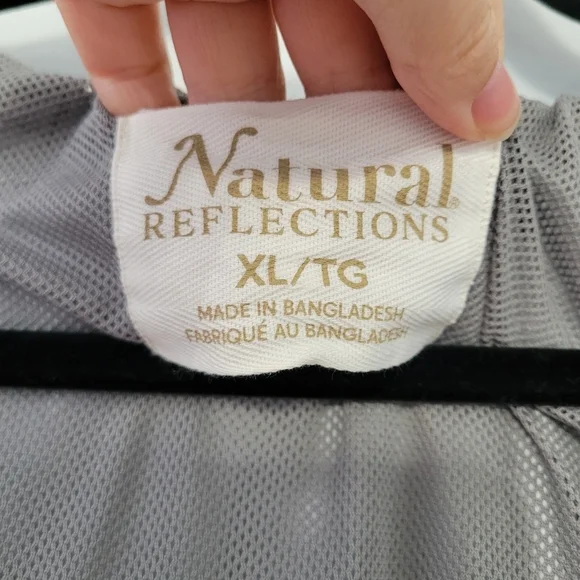 Natural
REFLECTIONS
XL/TG
MADE IN BANGLADESH
FABRIQUÉ AU BANGLADESH